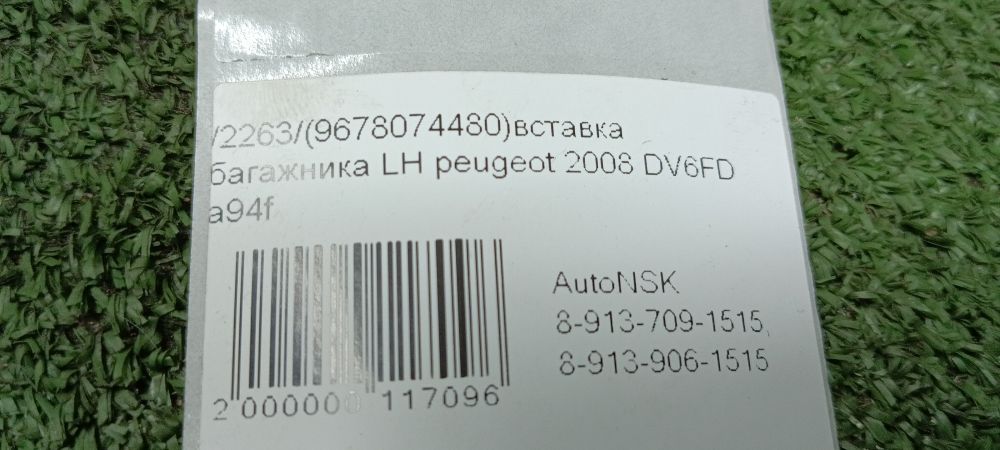 /2263/(9678074480)вставка
багажника LH peugeot 2008 DV6FD
a94f
AutoNSK
8-913-709-1515,
8-913-906-1515
2 000000 117096